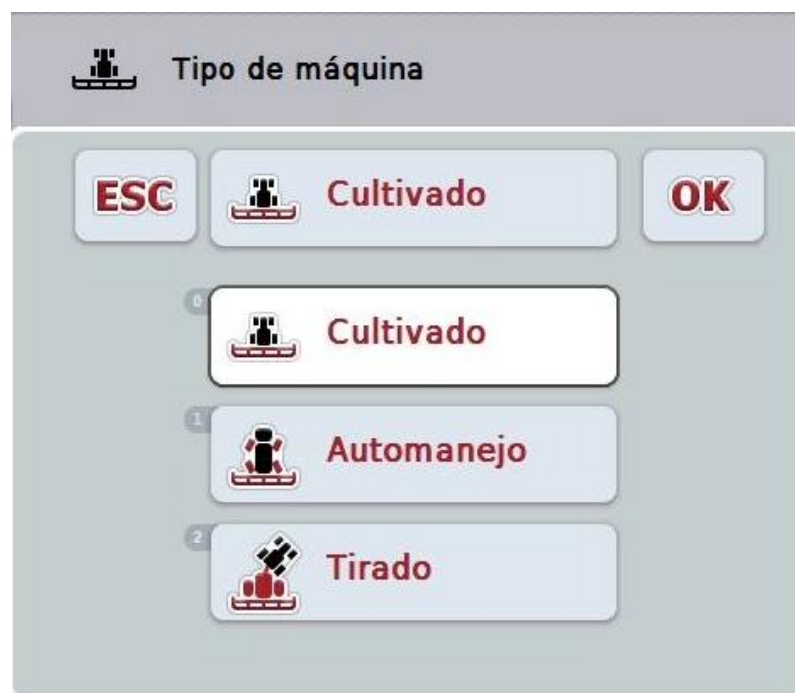 Tipo de máquina
ESC
Cultivado
OK
0
Cultivado
1
Automanejo
2
Tirado